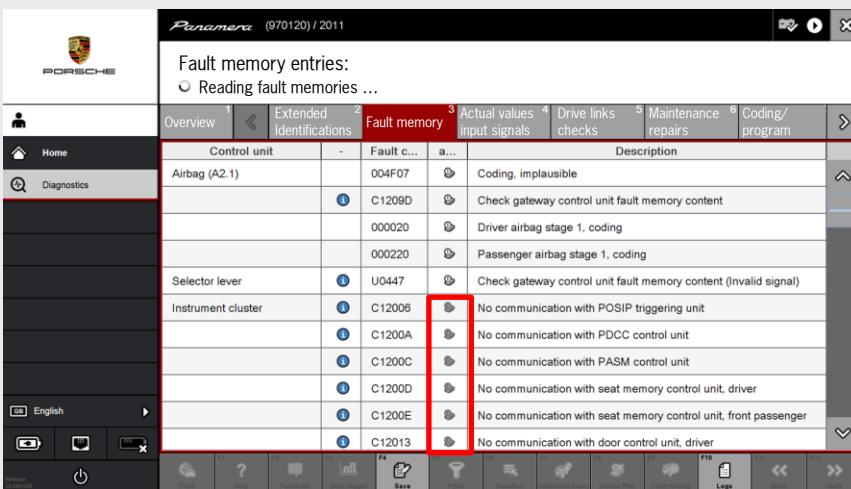 Panamera (970120) / 2011
PORSCHE
Fault memory entries:
Reading fault memories ...
Overview 1
Extended Identifications 2
Fault memory 3
Actual values input signals 4
Drive links checks 5
Maintenance repairs 6
Coding/ program
Home
Diagnostics
Control unit - Fault c... a... Description
Airbag (A2.1) 004F07 Coding, implausible
C1209D Check gateway control unit fault memory content
000020 Driver airbag stage 1, coding
000220 Passenger airbag stage 1, coding
Selector lever U0447 Check gateway control unit fault memory content (Invalid signal)
Instrument cluster C12006 No communication with POSIP triggering unit
C1200A No communication with PDCC control unit
C1200C No communication with PASM control unit
C1200D No communication with seat memory control unit, driver
C1200E No communication with seat memory control unit, front passenger
C12013 No communication with door control unit, driver
GB English
F4 Save
F10 Logs